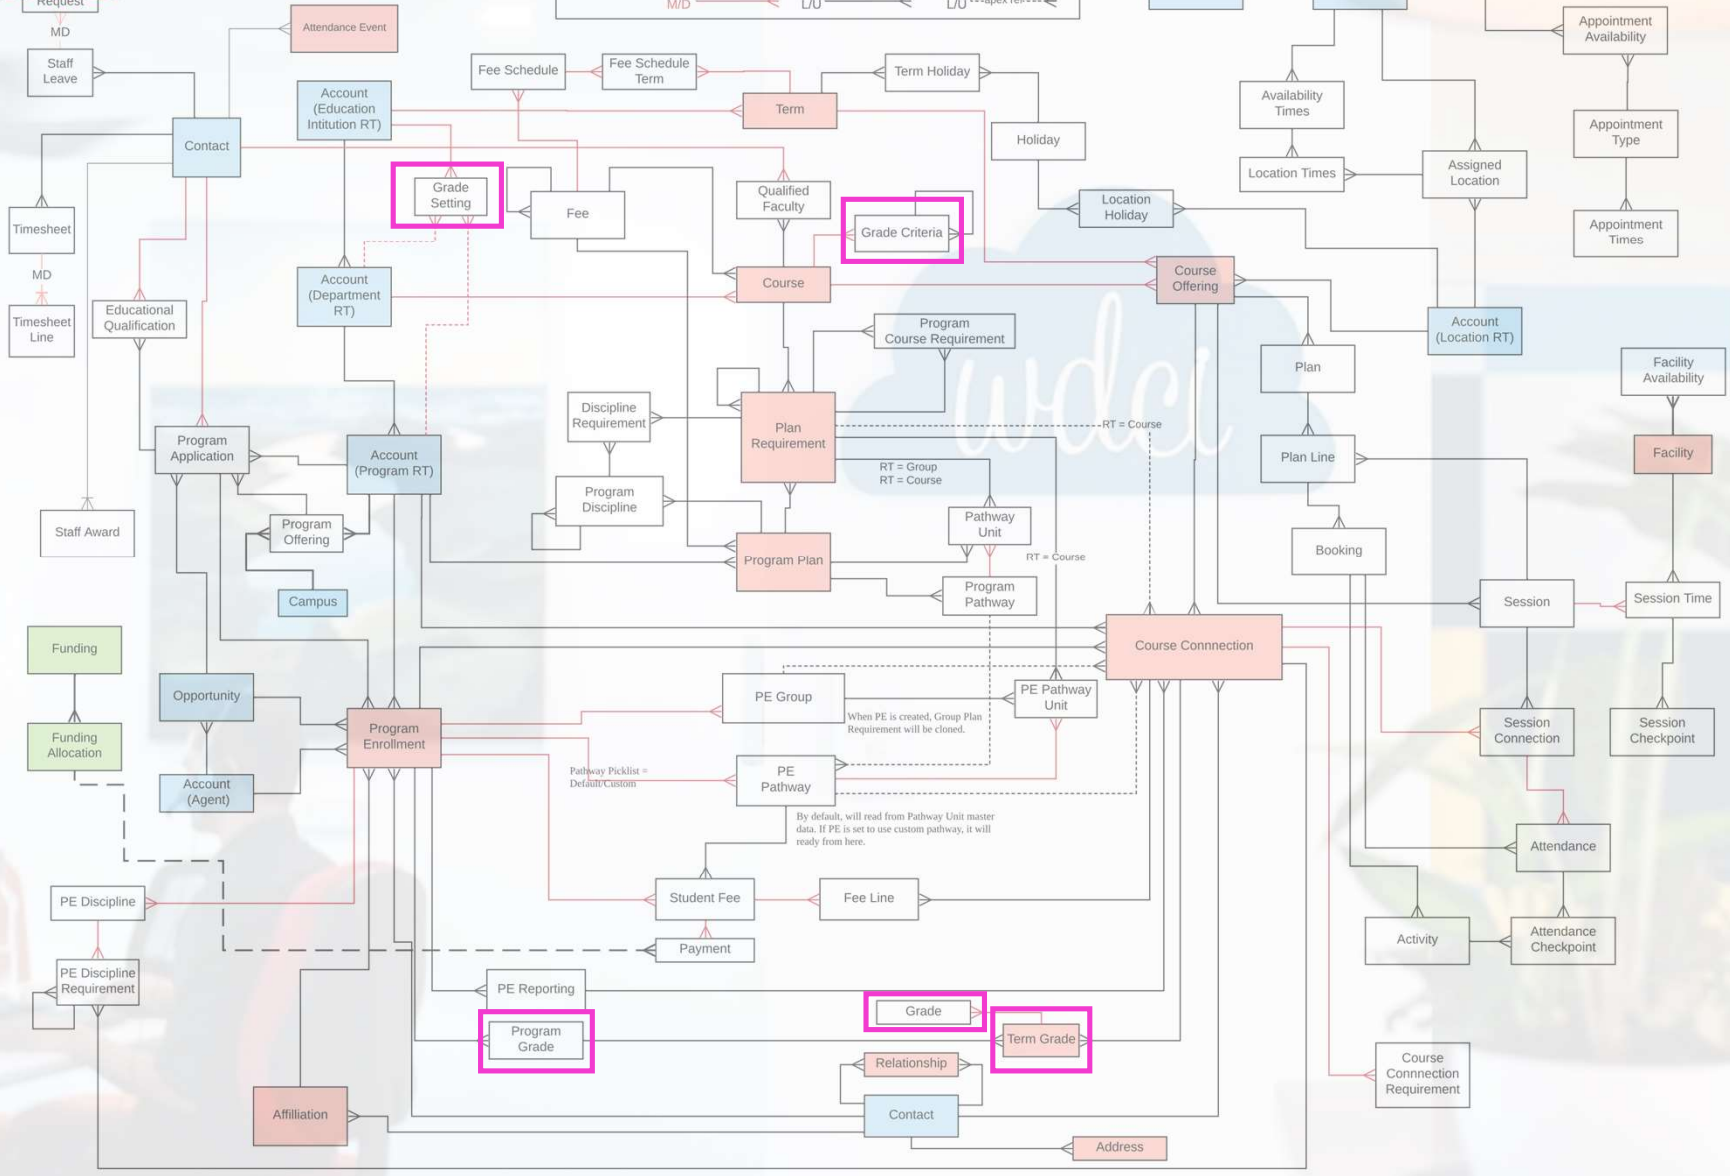 Request
MD
M/D
L/U
L/U
apex ref
Attendance Event
Staff
Leave
Fee Schedule
Fee Schedule
Term
Term Holiday
Appointment
Availability
Account
(Education
Intitution RT)
Term
Availability
Times
Appointment
Type
Holiday
Contact
Location Times
Assigned
Location
Grade
Setting
Qualified
Faculty
Fee
Location
Holiday
Timesheet
Grade Criteria
Appointment
Times
MD
Account
(Department
RT)
Course
Course
Offering
Timesheet
Line
Educational
Qualification
Program
Course Requirement
Account
(Location RT)
Plan
Facility
Availability
wdci
Discipline
Requirement
Plan
Requirement
RT = Course
Program
Application
Account
(Program RT)
Plan Line
Facility
RT = Group
RT = Course
Program
Discipline
Staff Award
Program
Offering
Pathway
Unit
Booking
Program Plan
RT = Course
Campus
Program
Pathway
Session
Session Time
Funding
Course Connnection
Opportunity
PE Group
PE Pathway
Unit
Program
Enrollment
When PE is created, Group Plan
Requirement will be cloned.
Session
Connection
Session
Checkpoint
Funding
Allocation
Pathway Picklist =
Default/Custom
PE
Pathway
Account
(Agent)
By default, will read from Pathway Unit master
data. If PE is set to use custom pathway, it will
ready from here.
Attendance
PE Discipline
Student Fee
Fee Line
Activity
Attendance
Checkpoint
Payment
PE Discipline
Requirement
PE Reporting
Grade
Program
Grade
Term Grade
Relationship
Course
Connnection
Requirement
Affilliation
Contact
Address